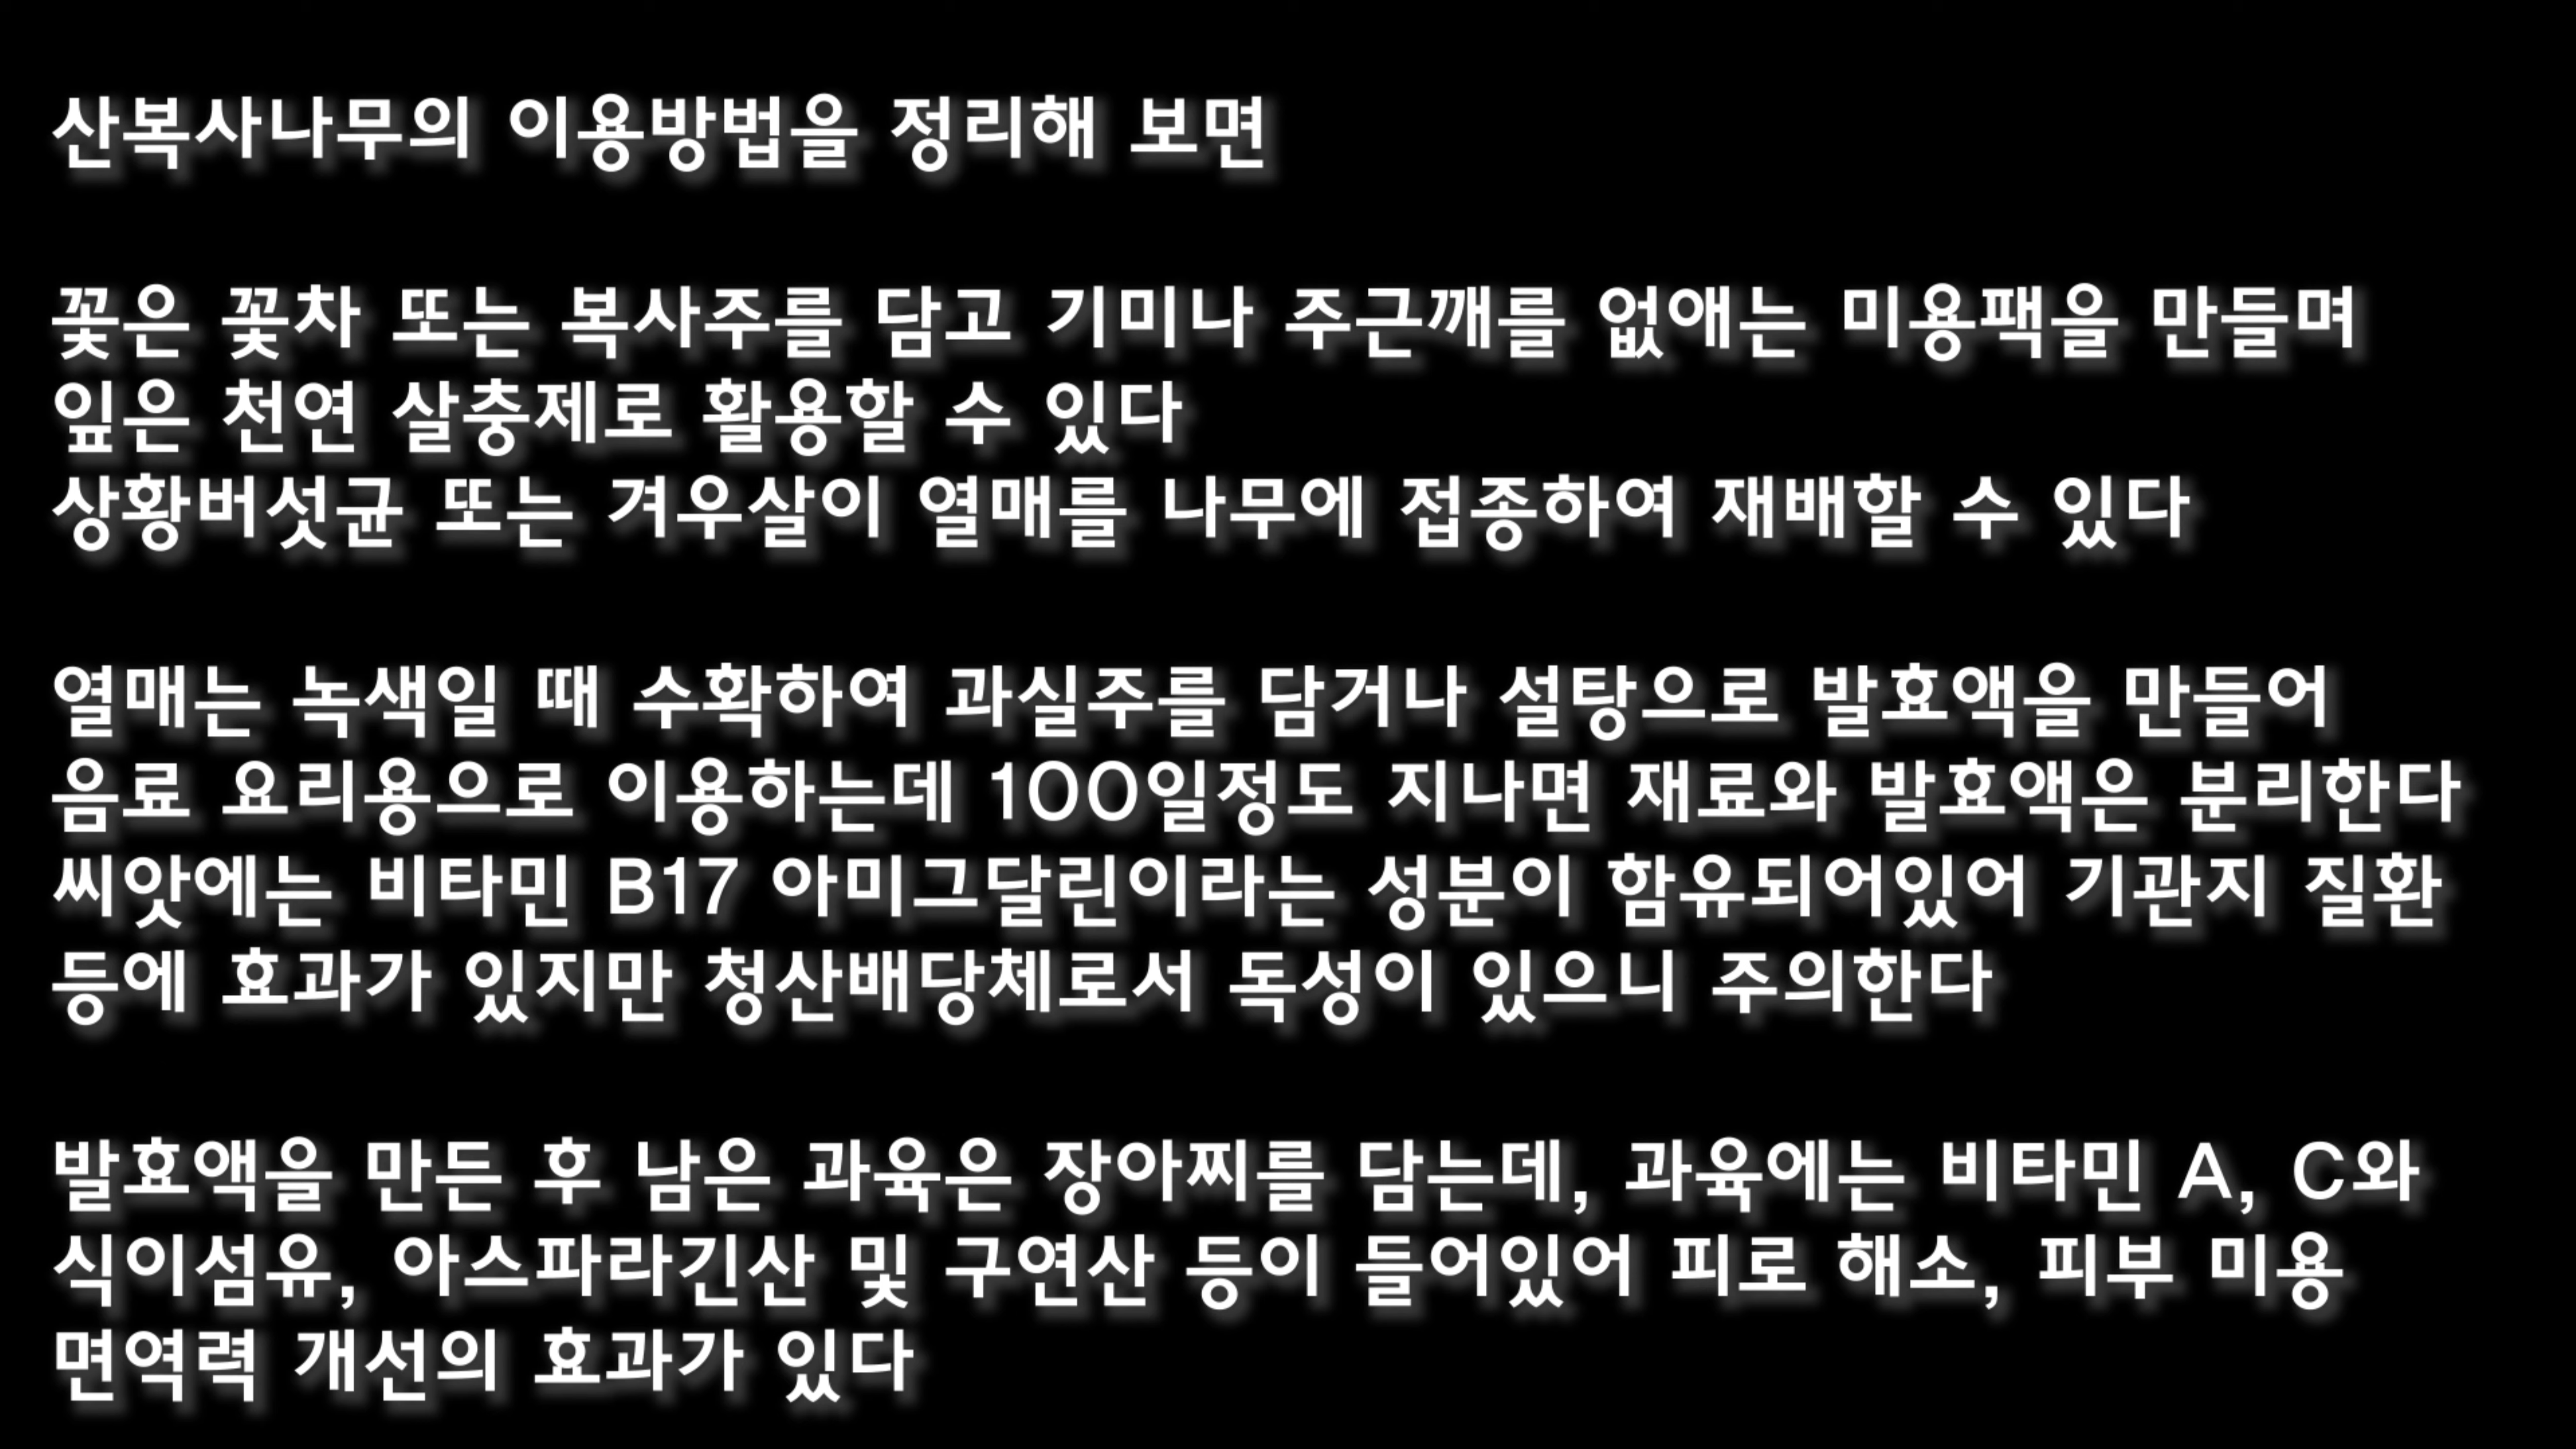 산복사나무의 이용방법을 정리해 보면
꽃은 꽃차 또는 복사주를 담고 기미나 주근깨를 없애는 미용팩을 만들며
잎은 천연 살충제로 활용할 수 있다
상황버섯균 또는 겨우살이 열매를 나무에 접종하여 재배할 수 있다
열매는 녹색일 때 수확하여 과실주를 담거나 설탕으로 발효액을 만들어
음료 요리용으로 이용하는데 100일정도 지나면 재료와 발효액은 분리한다
씨앗에는 비타민 B17 아미그달린이라는 성분이 함유되어있어 기관지 질환
등에 효과가 있지만 청산배당체로서 독성이 있으니 주의한다
발효액을 만든 후 남은 과육은 장아찌를 담는데, 과육에는 비타민 A, C와
식이섬유, 아스파라긴산 및 구연산 등이 들어있어 피로 해소, 피부 미용
면역력 개선의 효과가 있다